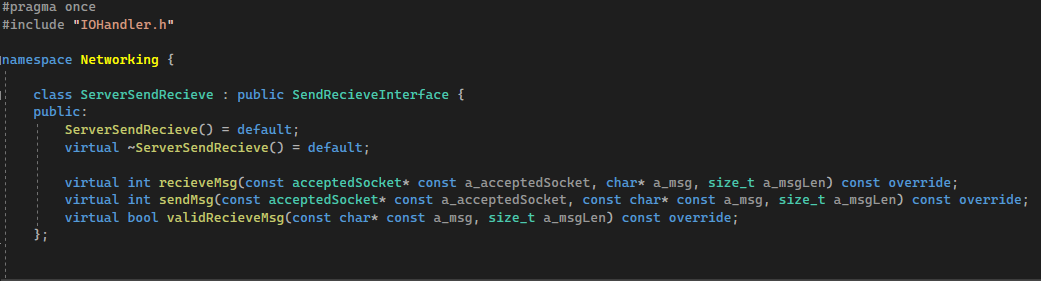 #pragma once
#include "IOHandler.h"
namespace Networking {
class ServerSendRecieve : public SendRecieveInterface {
public:
ServerSendRecieve() = default;
virtual ~ServerSendRecieve() = default;
virtual int recieveMsg(const acceptedSocket* const a_acceptedSocket, char* a_msg, size_t a_msgLen) const override;
virtual int sendMsg(const acceptedSocket* const a_acceptedSocket, const char* const a_msg, size_t a_msgLen) const override;
virtual bool validRecieveMsg(const char* const a_msg, size_t a_msgLen) const override;
};